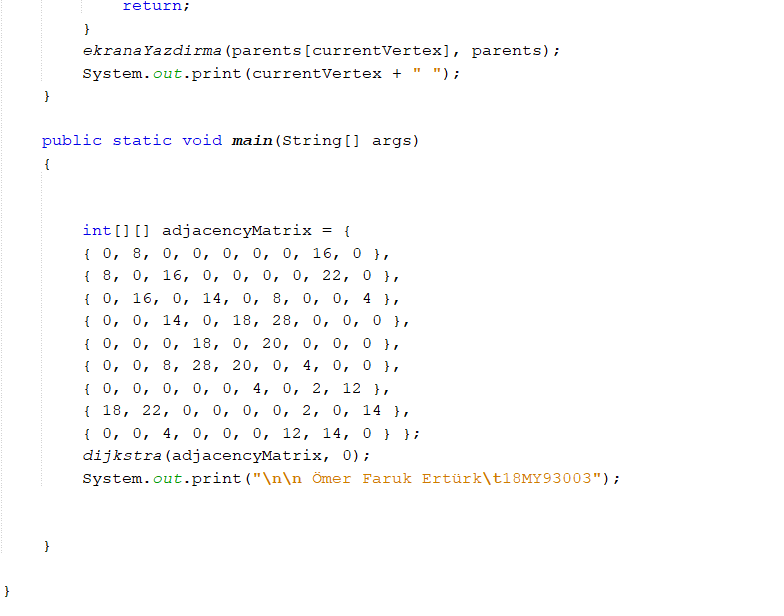 return;
}
ekranaYazdirma(parents[currentVertex], parents);
System.out.print(currentVertex + " ");
}
public static void main(String[] args)
{
int[][] adjacencyMatrix = {
{ 0, 8, 0, 0, 0, 0, 0, 16, 0 },
{ 8, 0, 16, 0, 0, 0, 0, 22, 0 },
{ 0, 16, 0, 14, 0, 8, 0, 0, 4 },
{ 0, 0, 14, 0, 18, 28, 0, 0, 0 },
{ 0, 0, 0, 18, 0, 20, 0, 0, 0 },
{ 0, 0, 8, 28, 20, 0, 4, 0, 0 },
{ 0, 0, 0, 0, 0, 4, 0, 2, 12 },
{ 18, 22, 0, 0, 0, 0, 2, 0, 14 },
{ 0, 0, 4, 0, 0, 0, 12, 14, 0 } };
dijkstra(adjacencyMatrix, 0);
System.out.print("\n\n Ömer Faruk Ertürk\t18MY93003");
}
}